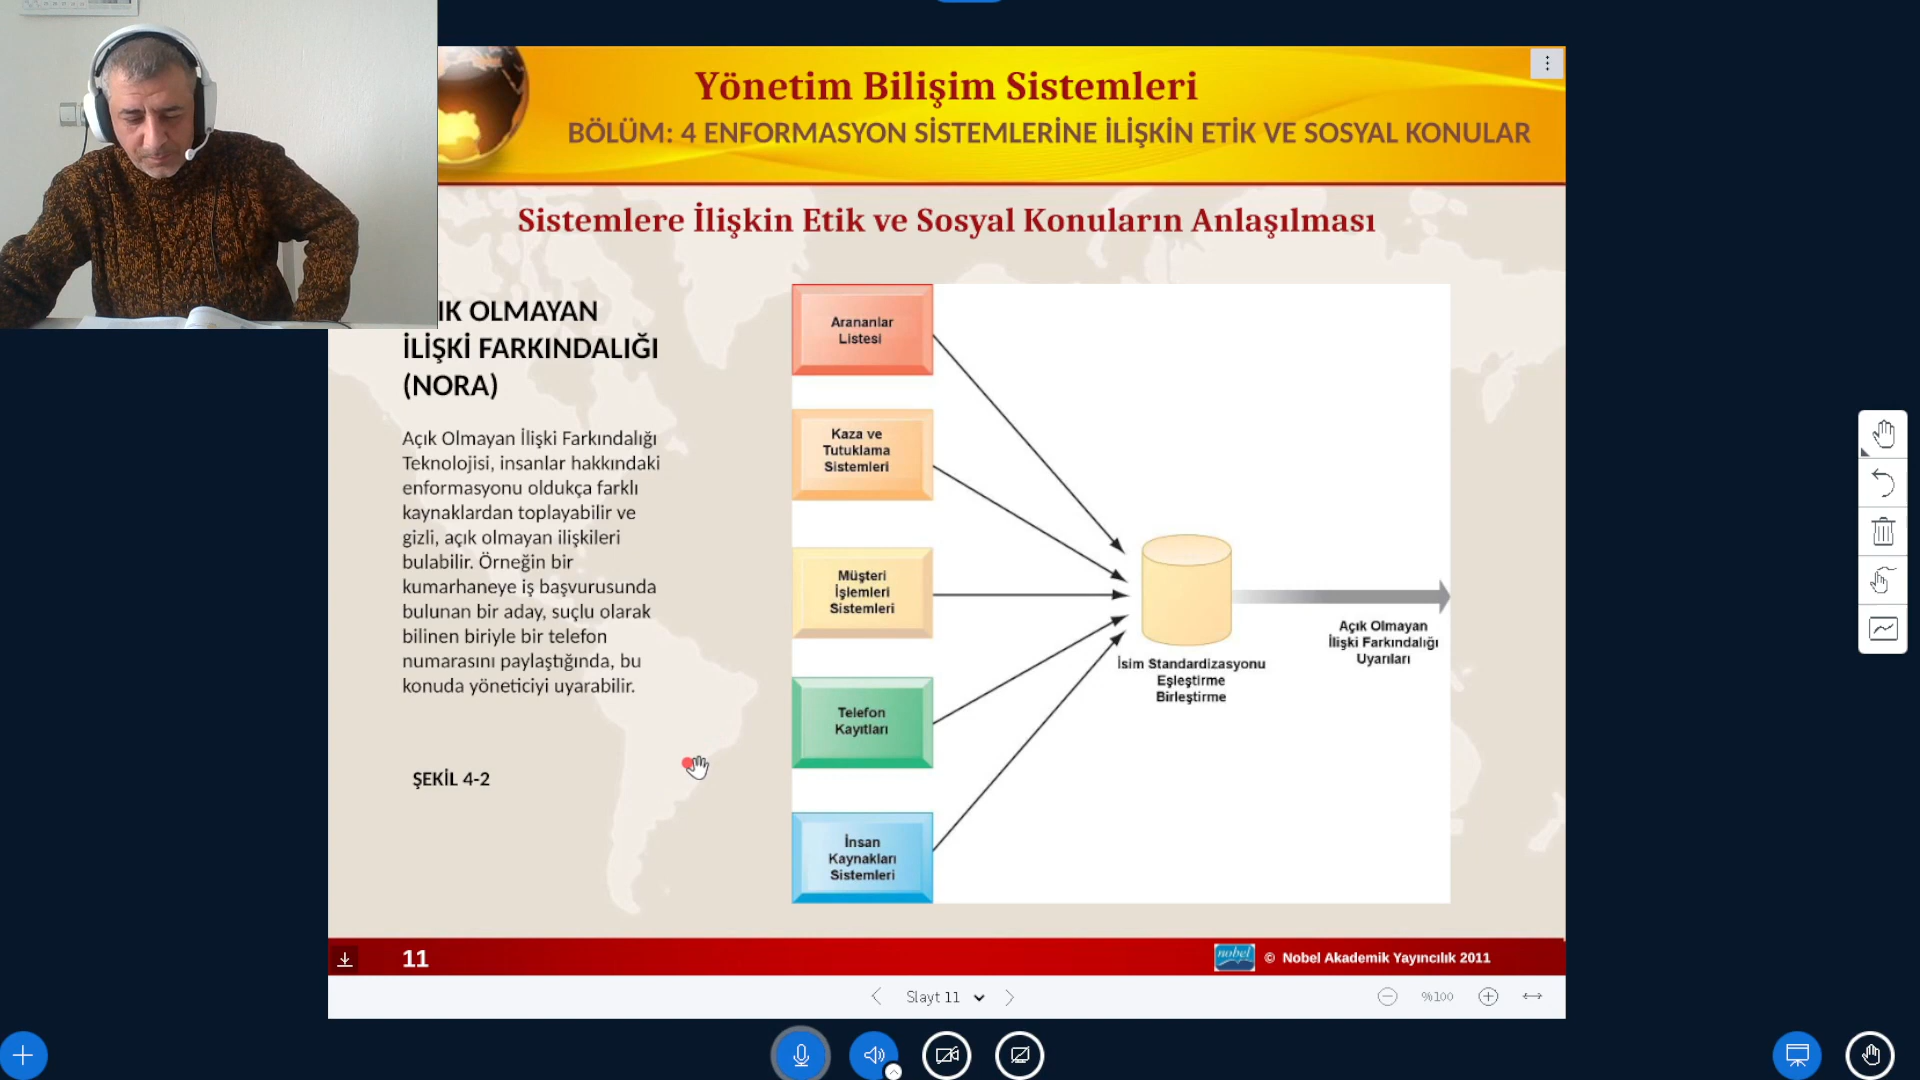 Yönetim Bilişim Sistemleri
BÖLÜM: 4 ENFORMASYON SİSTEMLERİNE İLİŞKİN ETİK VE SOSYAL KONULAR
Sistemlere İlişkin Etik ve Sosyal Konuların Anlaşılması
IK OLMAYAN
İLİŞKİ FARKINDALIĞI
(NORA)
Açık Olmayan İlişki Farkındalığı
Teknolojisi, insanlar hakkındaki
enformasyonu oldukça farklı
kaynaklardan toplayabilir ve
gizli, açık olmayan ilişkileri
bulabilir. Örneğin bir
kumarhaneye iş başvurusunda
bulunan bir aday, suçlu olarak
bilinen biriyle bir telefon
numarasını paylaştığında, bu
konuda yöneticiyi uyarabilir.
ŞEKİL 4-2
Arananlar
Listesi
Kaza ve
Tutuklama
Sistemleri
Müşteri
İşlemleri
Sistemleri
Telefon
Kayıtları
İnsan
Kaynakları
Sistemleri
İsim Standardizasyonu
Eşleştirme
Birleştirme
Açık Olmayan
İlişki Farkındalığı
Uyarıları
11
nobel
© Nobel Akademik Yayıncılık 2011
Slayt 11
%100